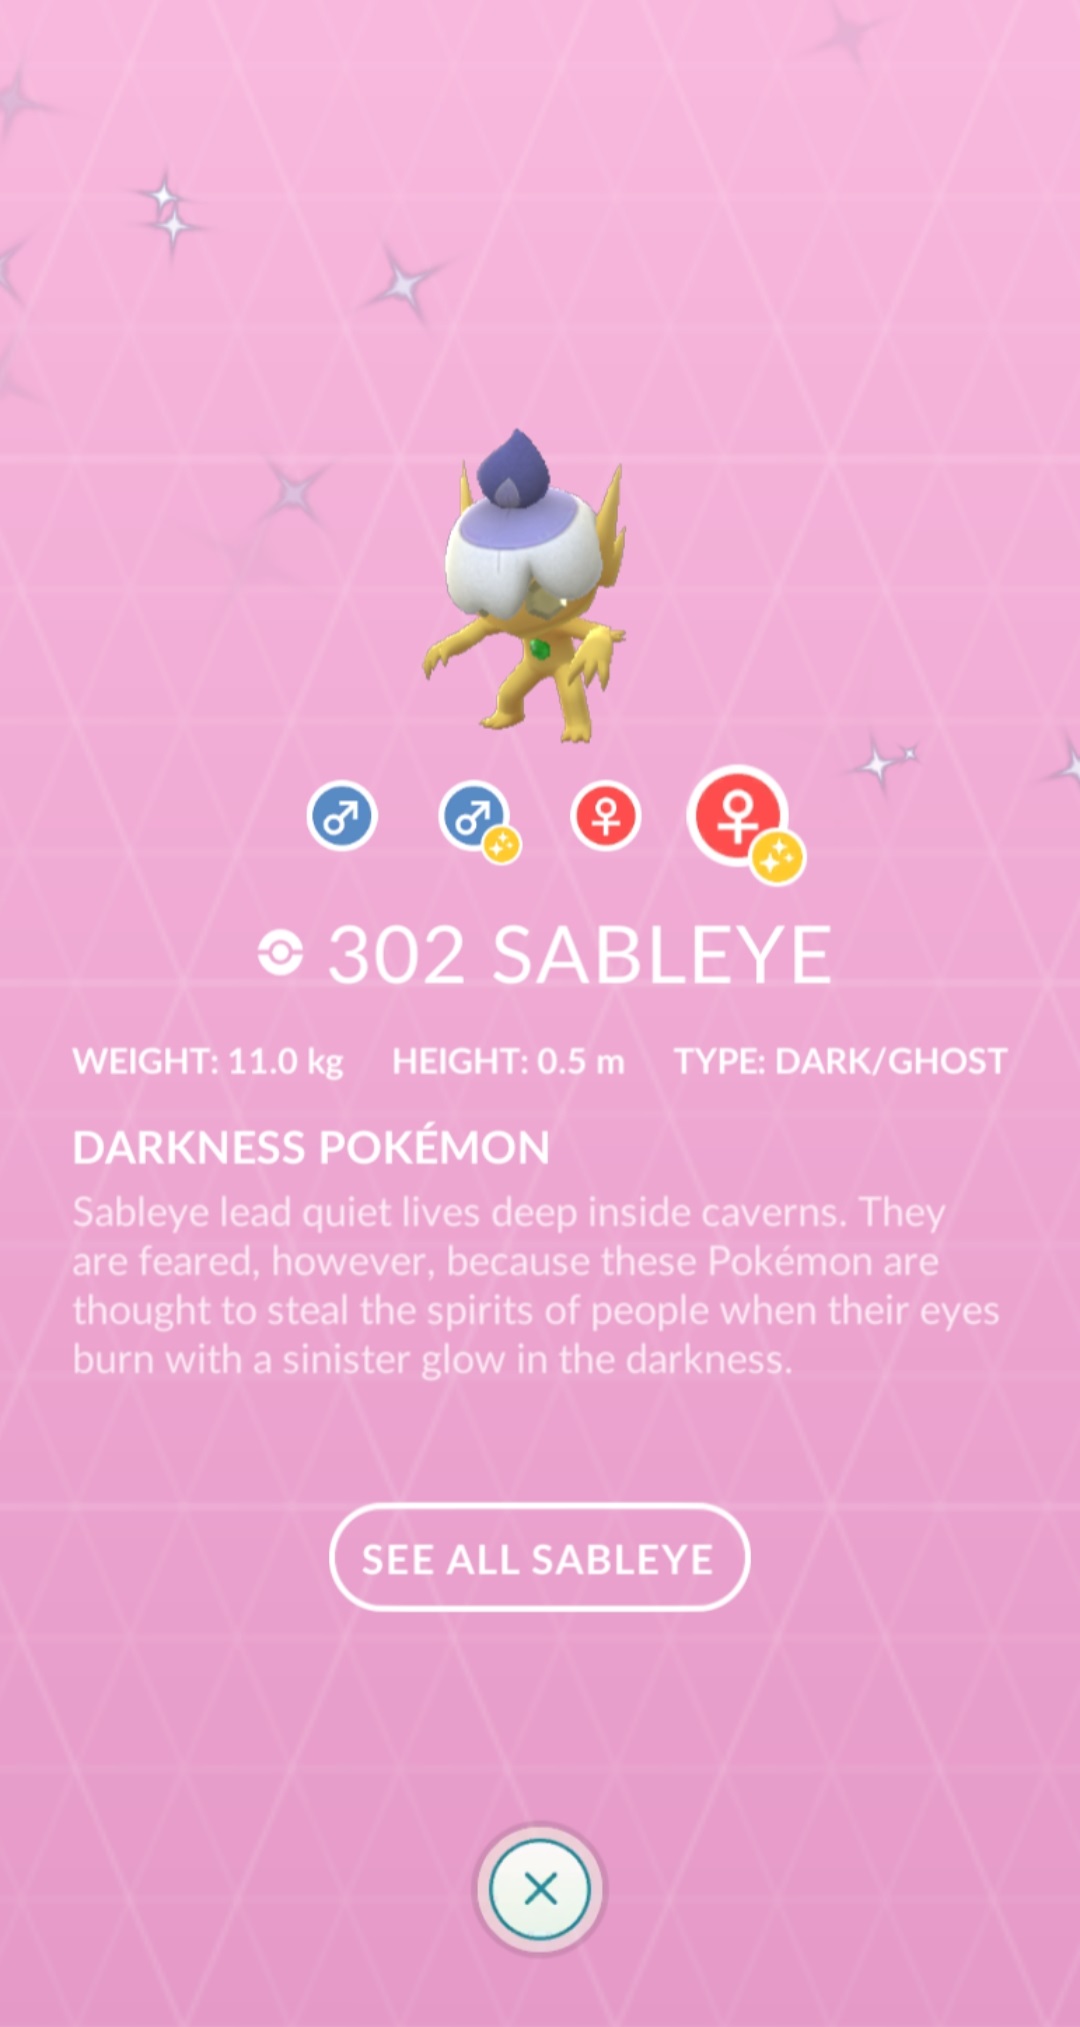 302 SABLEYE
WEIGHT: 11.0 kg HEIGHT: 0.5 m TYPE: DARK/GHOST
DARKNESS POKÉMON
Sableye lead quiet lives deep inside caverns. They
are feared, however, because these Pokémon are
thought to steal the spirits of people when their eyes
burn with a sinister glow in the darkness.
SEE ALL SABLEYE